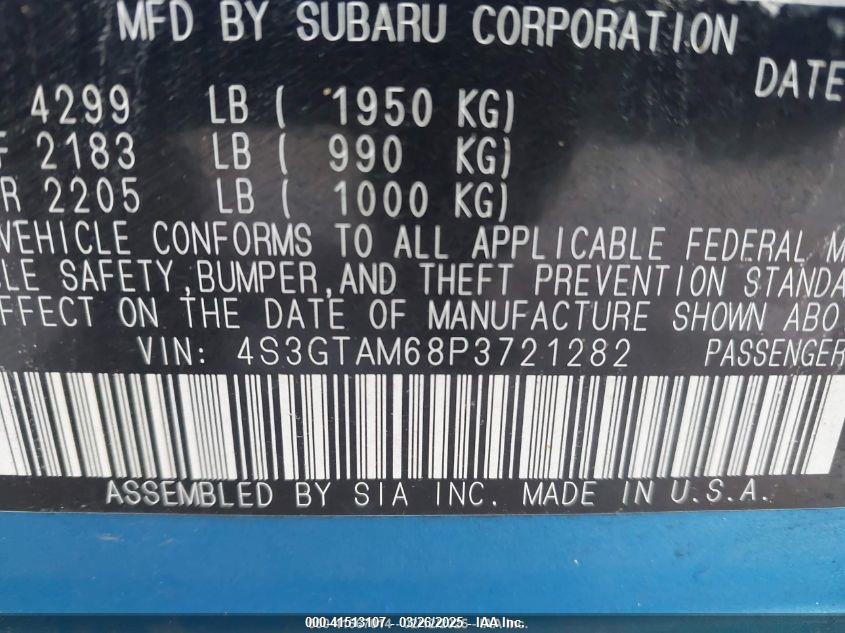 MFD BY SUBARU CORPORATION
DATE
4299 LB ( 1950 KG)
F 2183 LB ( 990 KG)
R 2205 LB ( 1000 KG)
VEHICLE CONFORMS TO ALL APPLICABLE FEDERAL M
CLE SAFETY,BUMPER,AND THEFT PREVENTION STANDA
FFECT ON THE DATE OF MANUFACTURE SHOWN ABO
VIN: 4S3GTAM68P3721282 PASSENGER
ASSEMBLED BY SIA INC. MADE IN U.S.A.
000-41513107- 03/26/2025 - IAA Inc.